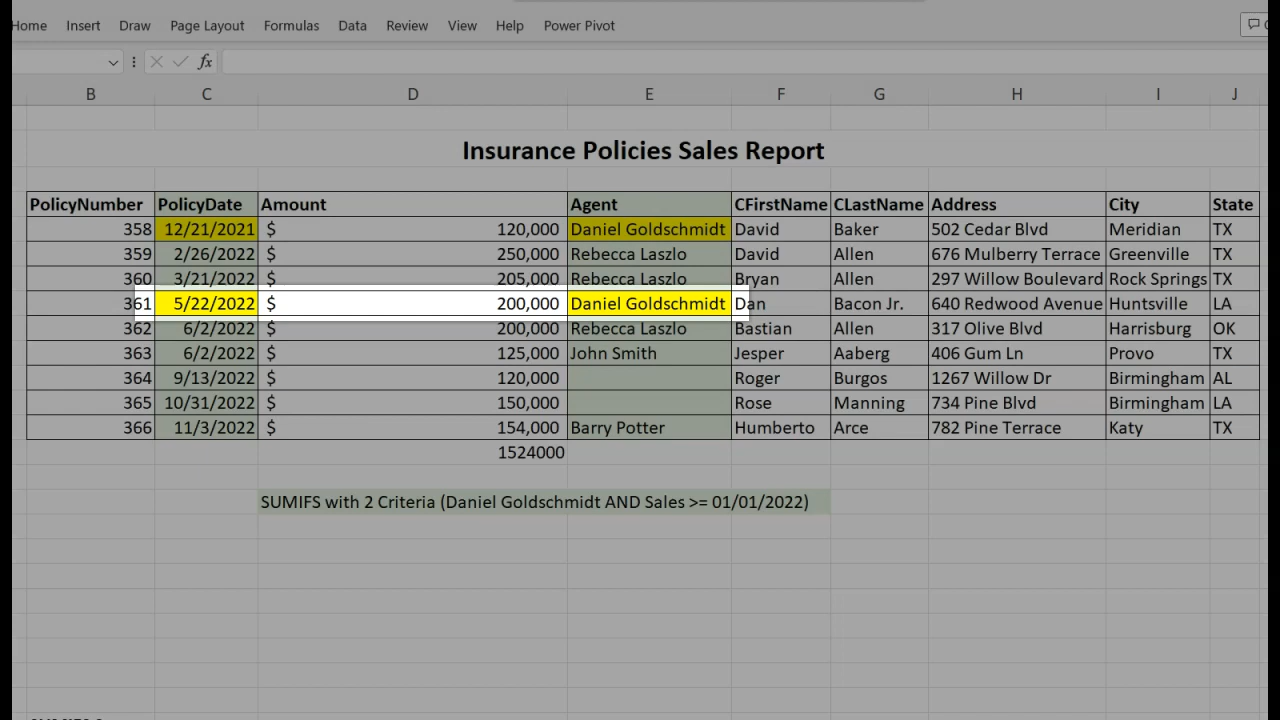 Home Insert Draw Page Layout Formulas Data Review View Help Power Pivot
fx
B C D E F G H I J
Insurance Policies Sales Report
PolicyNumber PolicyDate Amount Agent CFirstName CLastName Address City State
358 12/21/2021 $ 120,000 Daniel Goldschmidt David Baker 502 Cedar Blvd Meridian TX
359 2/26/2022 $ 250,000 Rebecca Laszlo David Allen 676 Mulberry Terrace Greenville TX
360 3/21/2022 $ 205,000 Rebecca Laszlo Bryan Allen 297 Willow Boulevard Rock Springs TX
361 5/22/2022 $ 200,000 Daniel Goldschmidt Dan Bacon Jr. 640 Redwood Avenue Huntsville LA
362 6/2/2022 $ 200,000 Rebecca Laszlo Bastian Allen 317 Olive Blvd Harrisburg OK
363 6/2/2022 $ 125,000 John Smith Jesper Aaberg 406 Gum Ln Provo TX
364 9/13/2022 $ 120,000 Roger Burgos 1267 Willow Dr Birmingham AL
365 10/31/2022 $ 150,000 Rose Manning 734 Pine Blvd Birmingham LA
366 11/3/2022 $ 154,000 Barry Potter Humberto Arce 782 Pine Terrace Katy TX
1524000
SUMIFS with 2 Criteria (Daniel Goldschmidt AND Sales >= 01/01/2022)